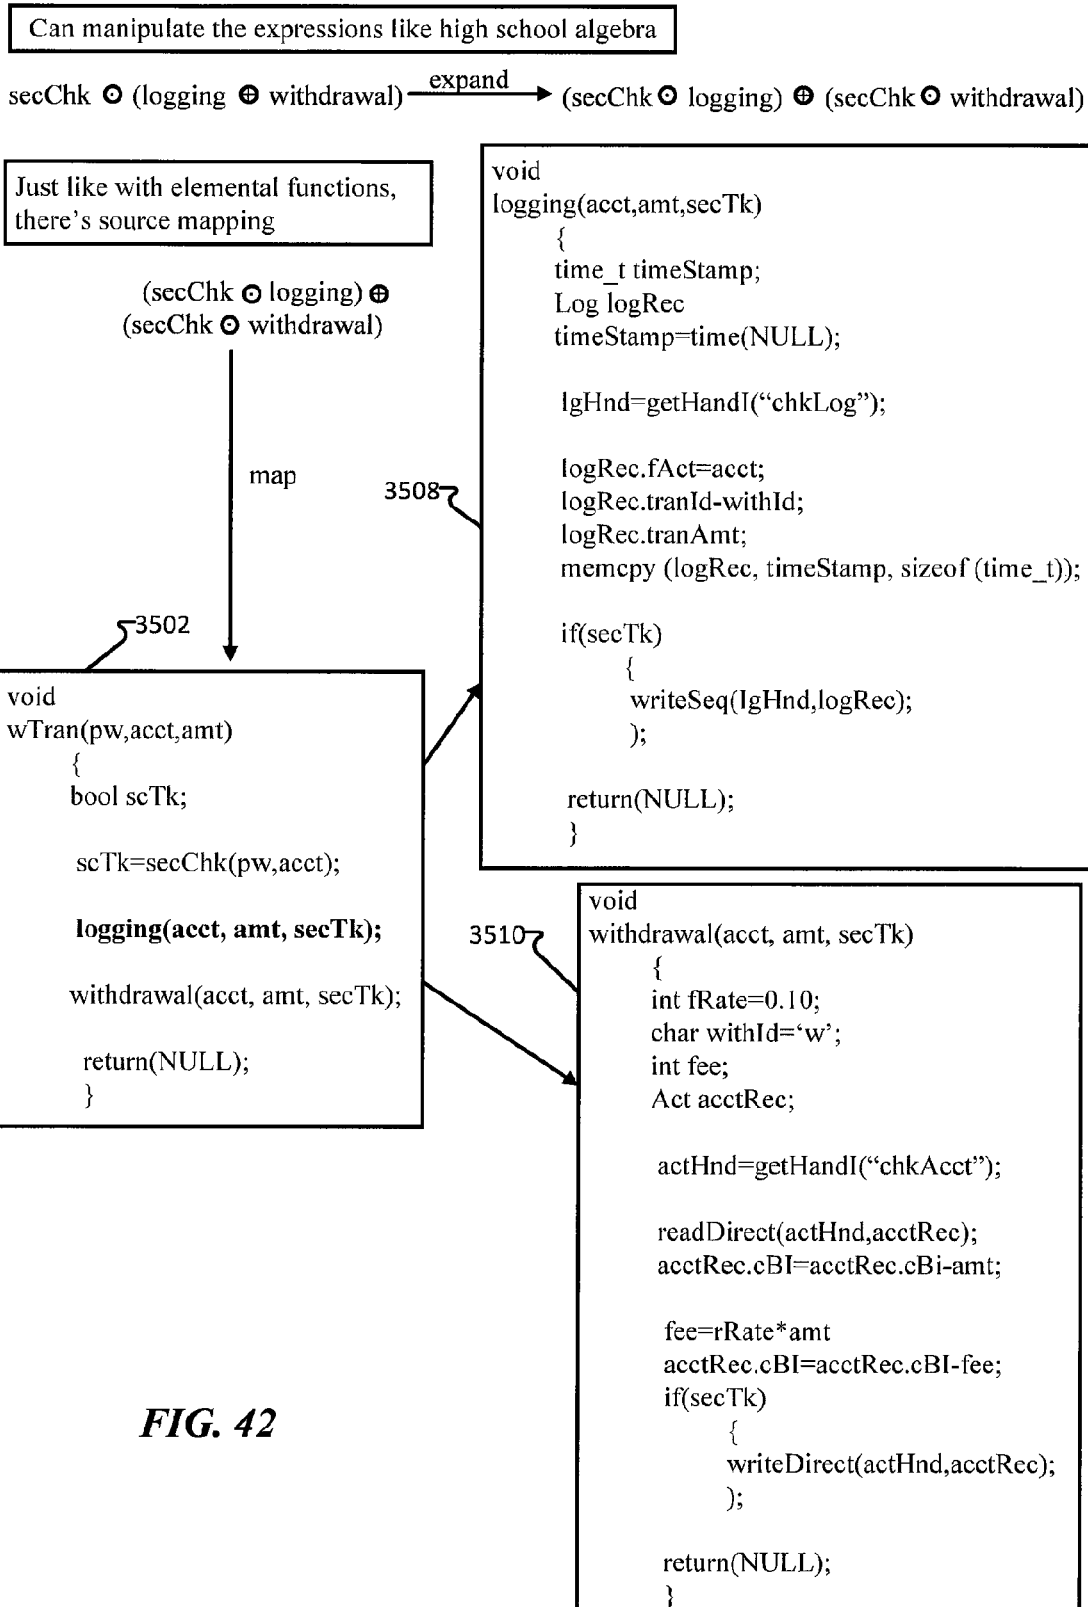 Can manipulate the expressions like high school algebra
secChk ⊙ (logging ⊕ withdrawal) expand (secChk ⊙ logging) ⊕ (secChk ⊙ withdrawal)
Just like with elemental functions,
there’s source mapping
(secChk ⊙ logging) ⊕
(secChk ⊙ withdrawal)
map
3502
void
wTran(pw,acct,amt)
{
bool scTk;
scTk=secChk(pw,acct);
logging(acct, amt, secTk);
withdrawal(acct, amt, secTk);
return(NULL);
}
3508
void
logging(acct,amt,secTk)
{
time_t timeStamp;
Log logRec
timeStamp=time(NULL);
lgHnd=getHandI(“chkLog”);
logRec.fAct=acct;
logRec.tranId-withId;
logRec.tranAmt;
memcpy (logRec, timeStamp, sizeof (time_t));
if(secTk)
{
writeSeq(IgHnd,logRec);
);
return(NULL);
}
3510
void
withdrawal(acct, amt, secTk)
{
int fRate=0.10;
char withId=‘w’;
int fee;
Act acctRec;
actHnd=getHandI(“chkAcct”);
readDirect(actHnd,acctRec);
acctRec.cBI=acctRec.cBi-amt;
fee=rRate*amt
acctRec.cBI=acctRec.cBI-fee;
if(secTk)
{
writeDirect(actHnd,acctRec);
);
return(NULL);
}
FIG. 42